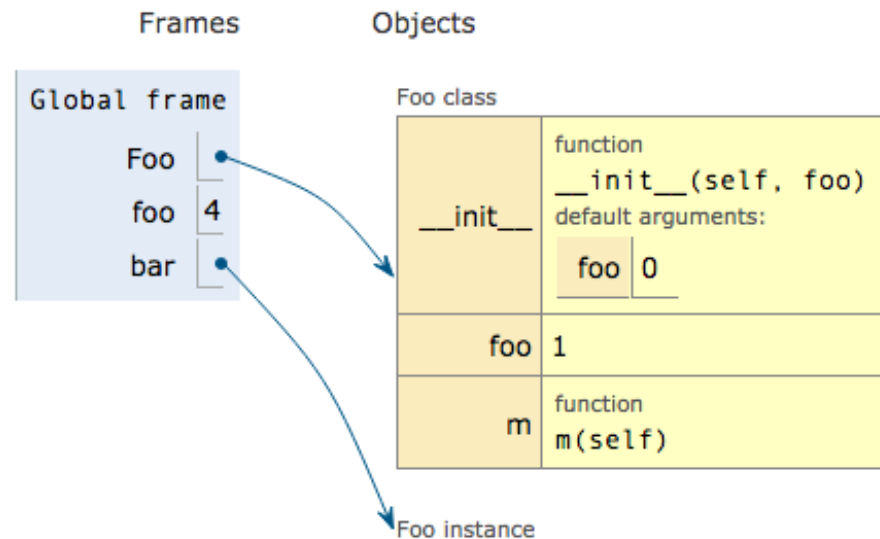 Frames Objects
Global frame
Foo
foo 4
bar
Foo class
__init__
function
__init__(self, foo)
default arguments:
foo 0
foo 1
m
function
m(self)
Foo instance